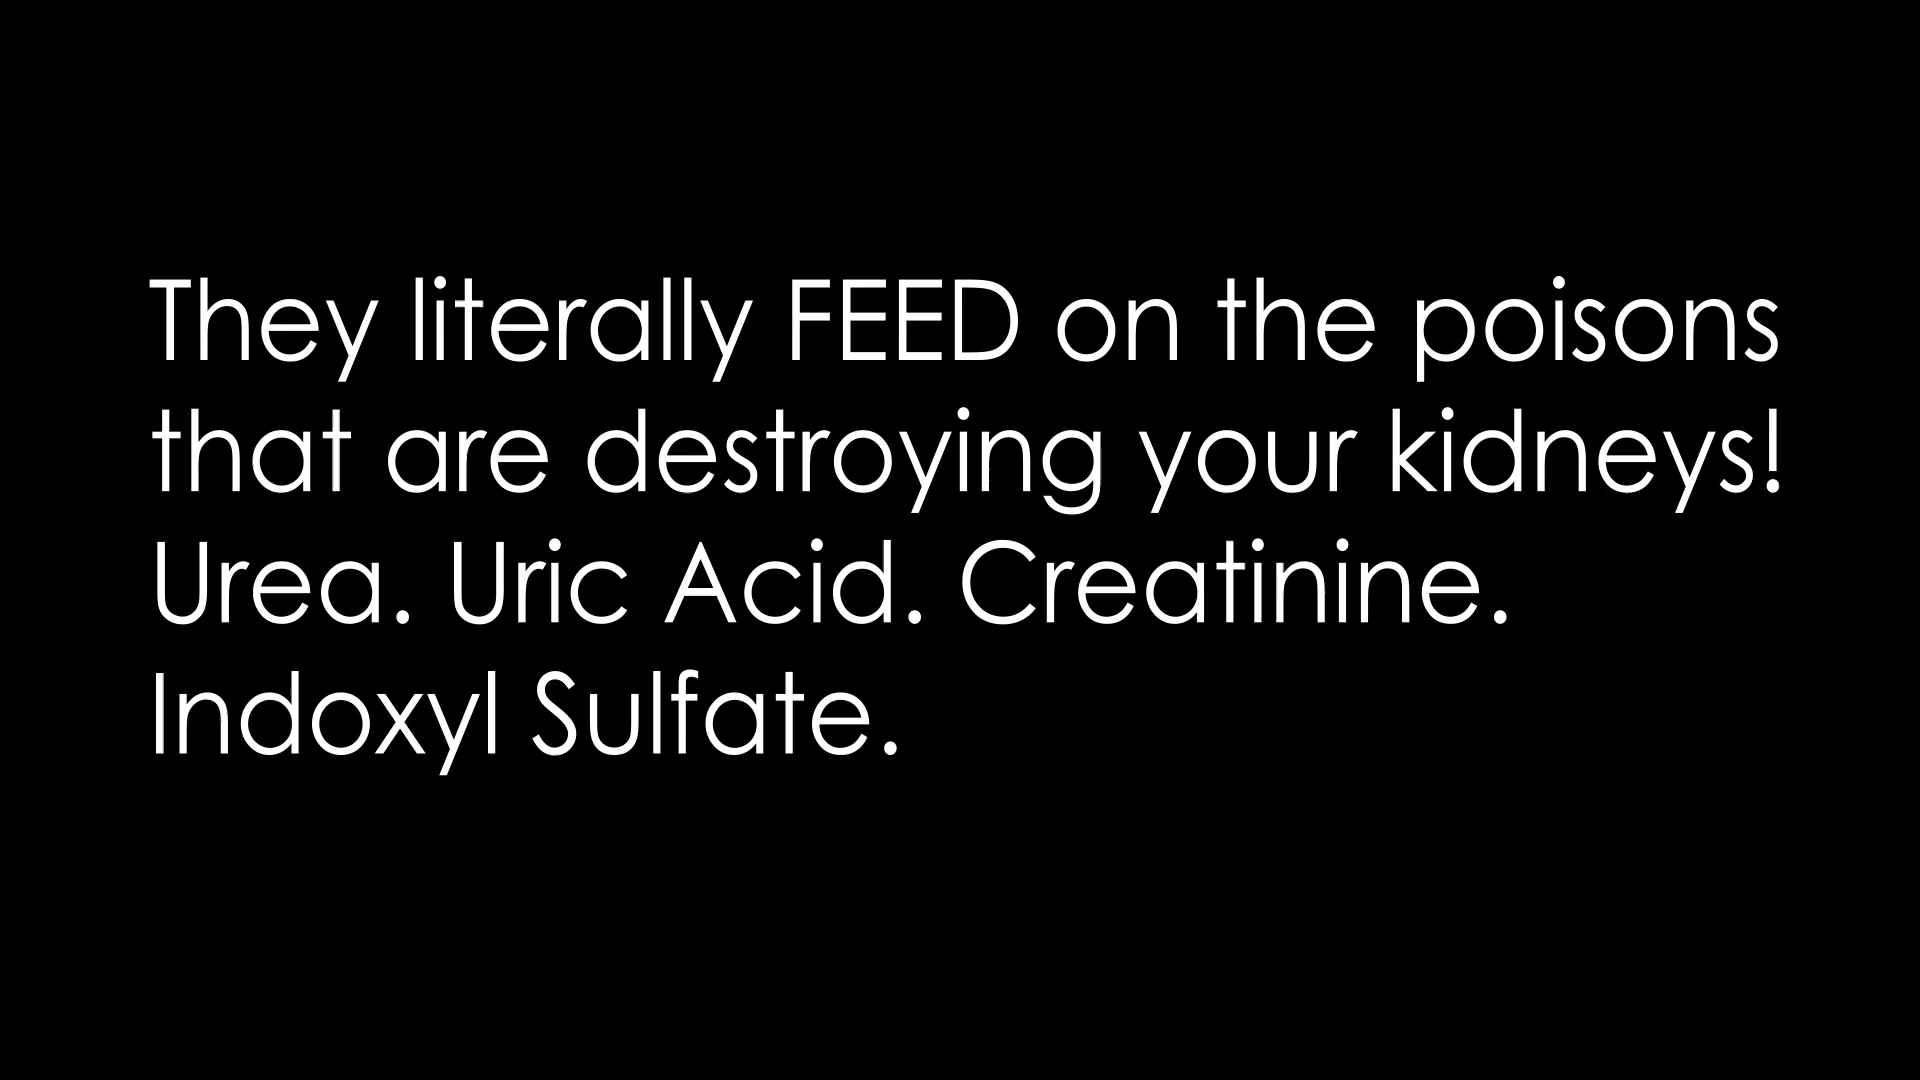 They literally FEED on the poisons
that are destroying your kidneys!
Urea. Uric Acid. Creatinine.
Indoxyl Sulfate.